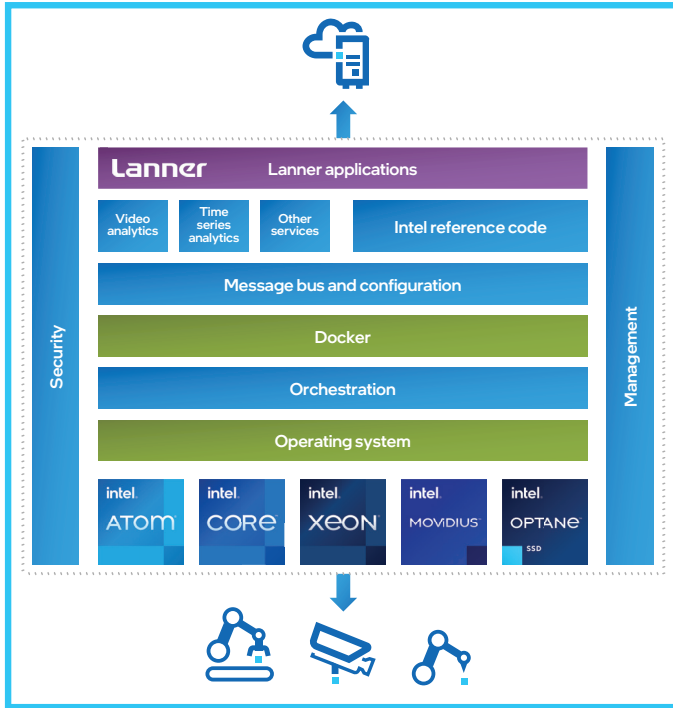 Lanner Lanner applications
Video
analytics
Time
series
analytics
Other
services
Intel reference code
Message bus and configuration
Docker
Orchestration
Operating system
Security
Management
intel.
ATOM
intel.
CORE
intel.
XEON
intel.
MOVIDIUS
intel.
OPTANE
SSD